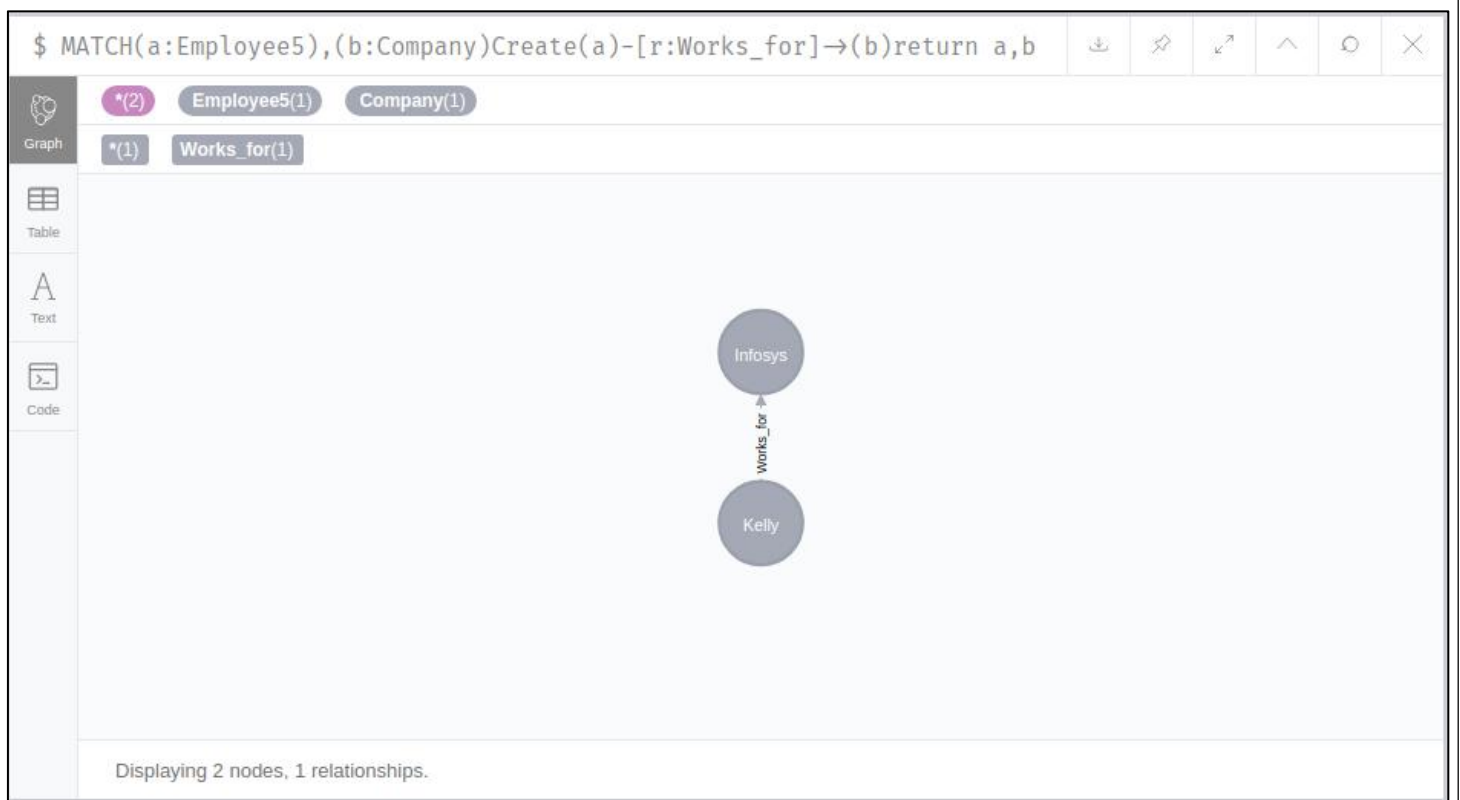 $ MATCH(a:Employee5),(b:Company)Create(a)-[r:Works_for]→(b)return a,b
*(2) Employee5(1) Company(1)
Graph
*(1) Works_for(1)
Table
Text
Code
Infosys
Works_for
Kelly
Displaying 2 nodes, 1 relationships.